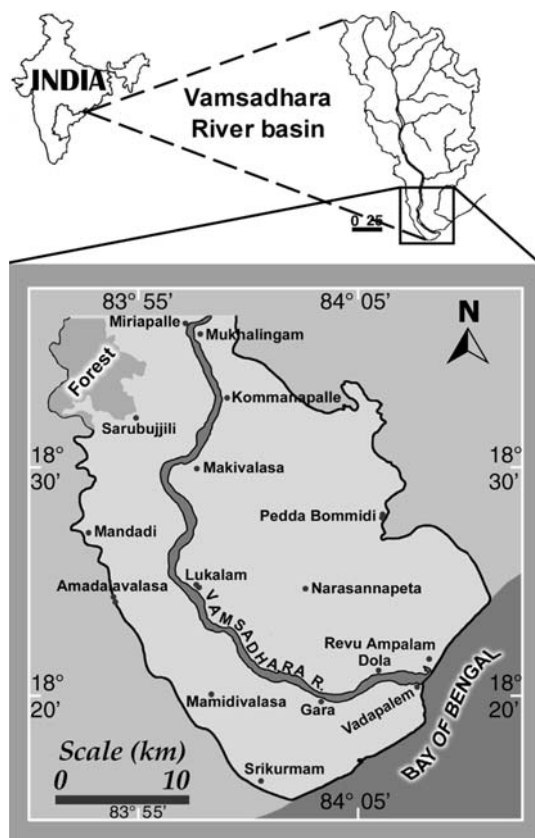 INDIA
Vamsadhara
River basin
0 25
83 55’
84 05’
Miriapalle
Mukhalingam
N
Forest
Kommanapalle
Sarubujjili
18°
30’
Makivalasa
18°
30’
Pedda Bommidi
Mandadi
Amadalavalasa
Lukalam
Narasannapeta
VAMSADHARA R.
Revu Ampalam
Dola
18°
20’
Mamidivalasa
Gara
Vadapalem
BAY OF BENGAL
18°
20’
Scale (km)
0 10
Srikurmam
83 55’
84 05’